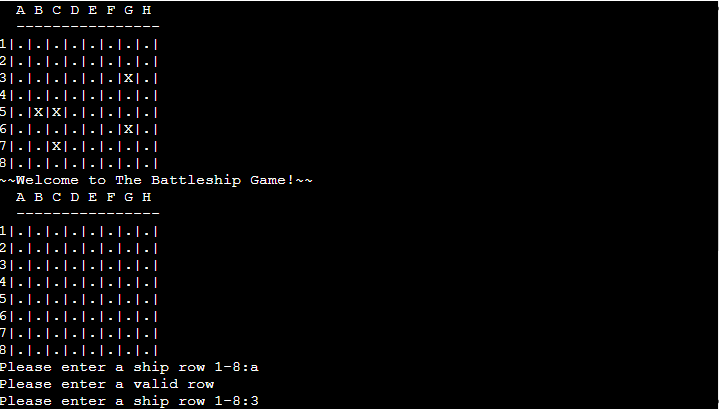 A B C D E F G H
  ----------------
1|.|.|.|.|.|.|.|.|
2|.|.|.|.|.|.|.|.|
3|.|.|.|.|.|.|X|.|
4|.|.|.|.|.|.|.|.|
5|.|X|X|.|.|.|.|.|
6|.|.|.|.|.|.|X|.|
7|.|.|X|.|.|.|.|.|
8|.|.|.|.|.|.|.|.|
~~Welcome to The Battleship Game!~~
  A B C D E F G H
  ----------------
1|.|.|.|.|.|.|.|.|
2|.|.|.|.|.|.|.|.|
3|.|.|.|.|.|.|.|.|
4|.|.|.|.|.|.|.|.|
5|.|.|.|.|.|.|.|.|
6|.|.|.|.|.|.|.|.|
7|.|.|.|.|.|.|.|.|
8|.|.|.|.|.|.|.|.|
Please enter a ship row 1-8:a
Please enter a valid row
Please enter a ship row 1-8:3